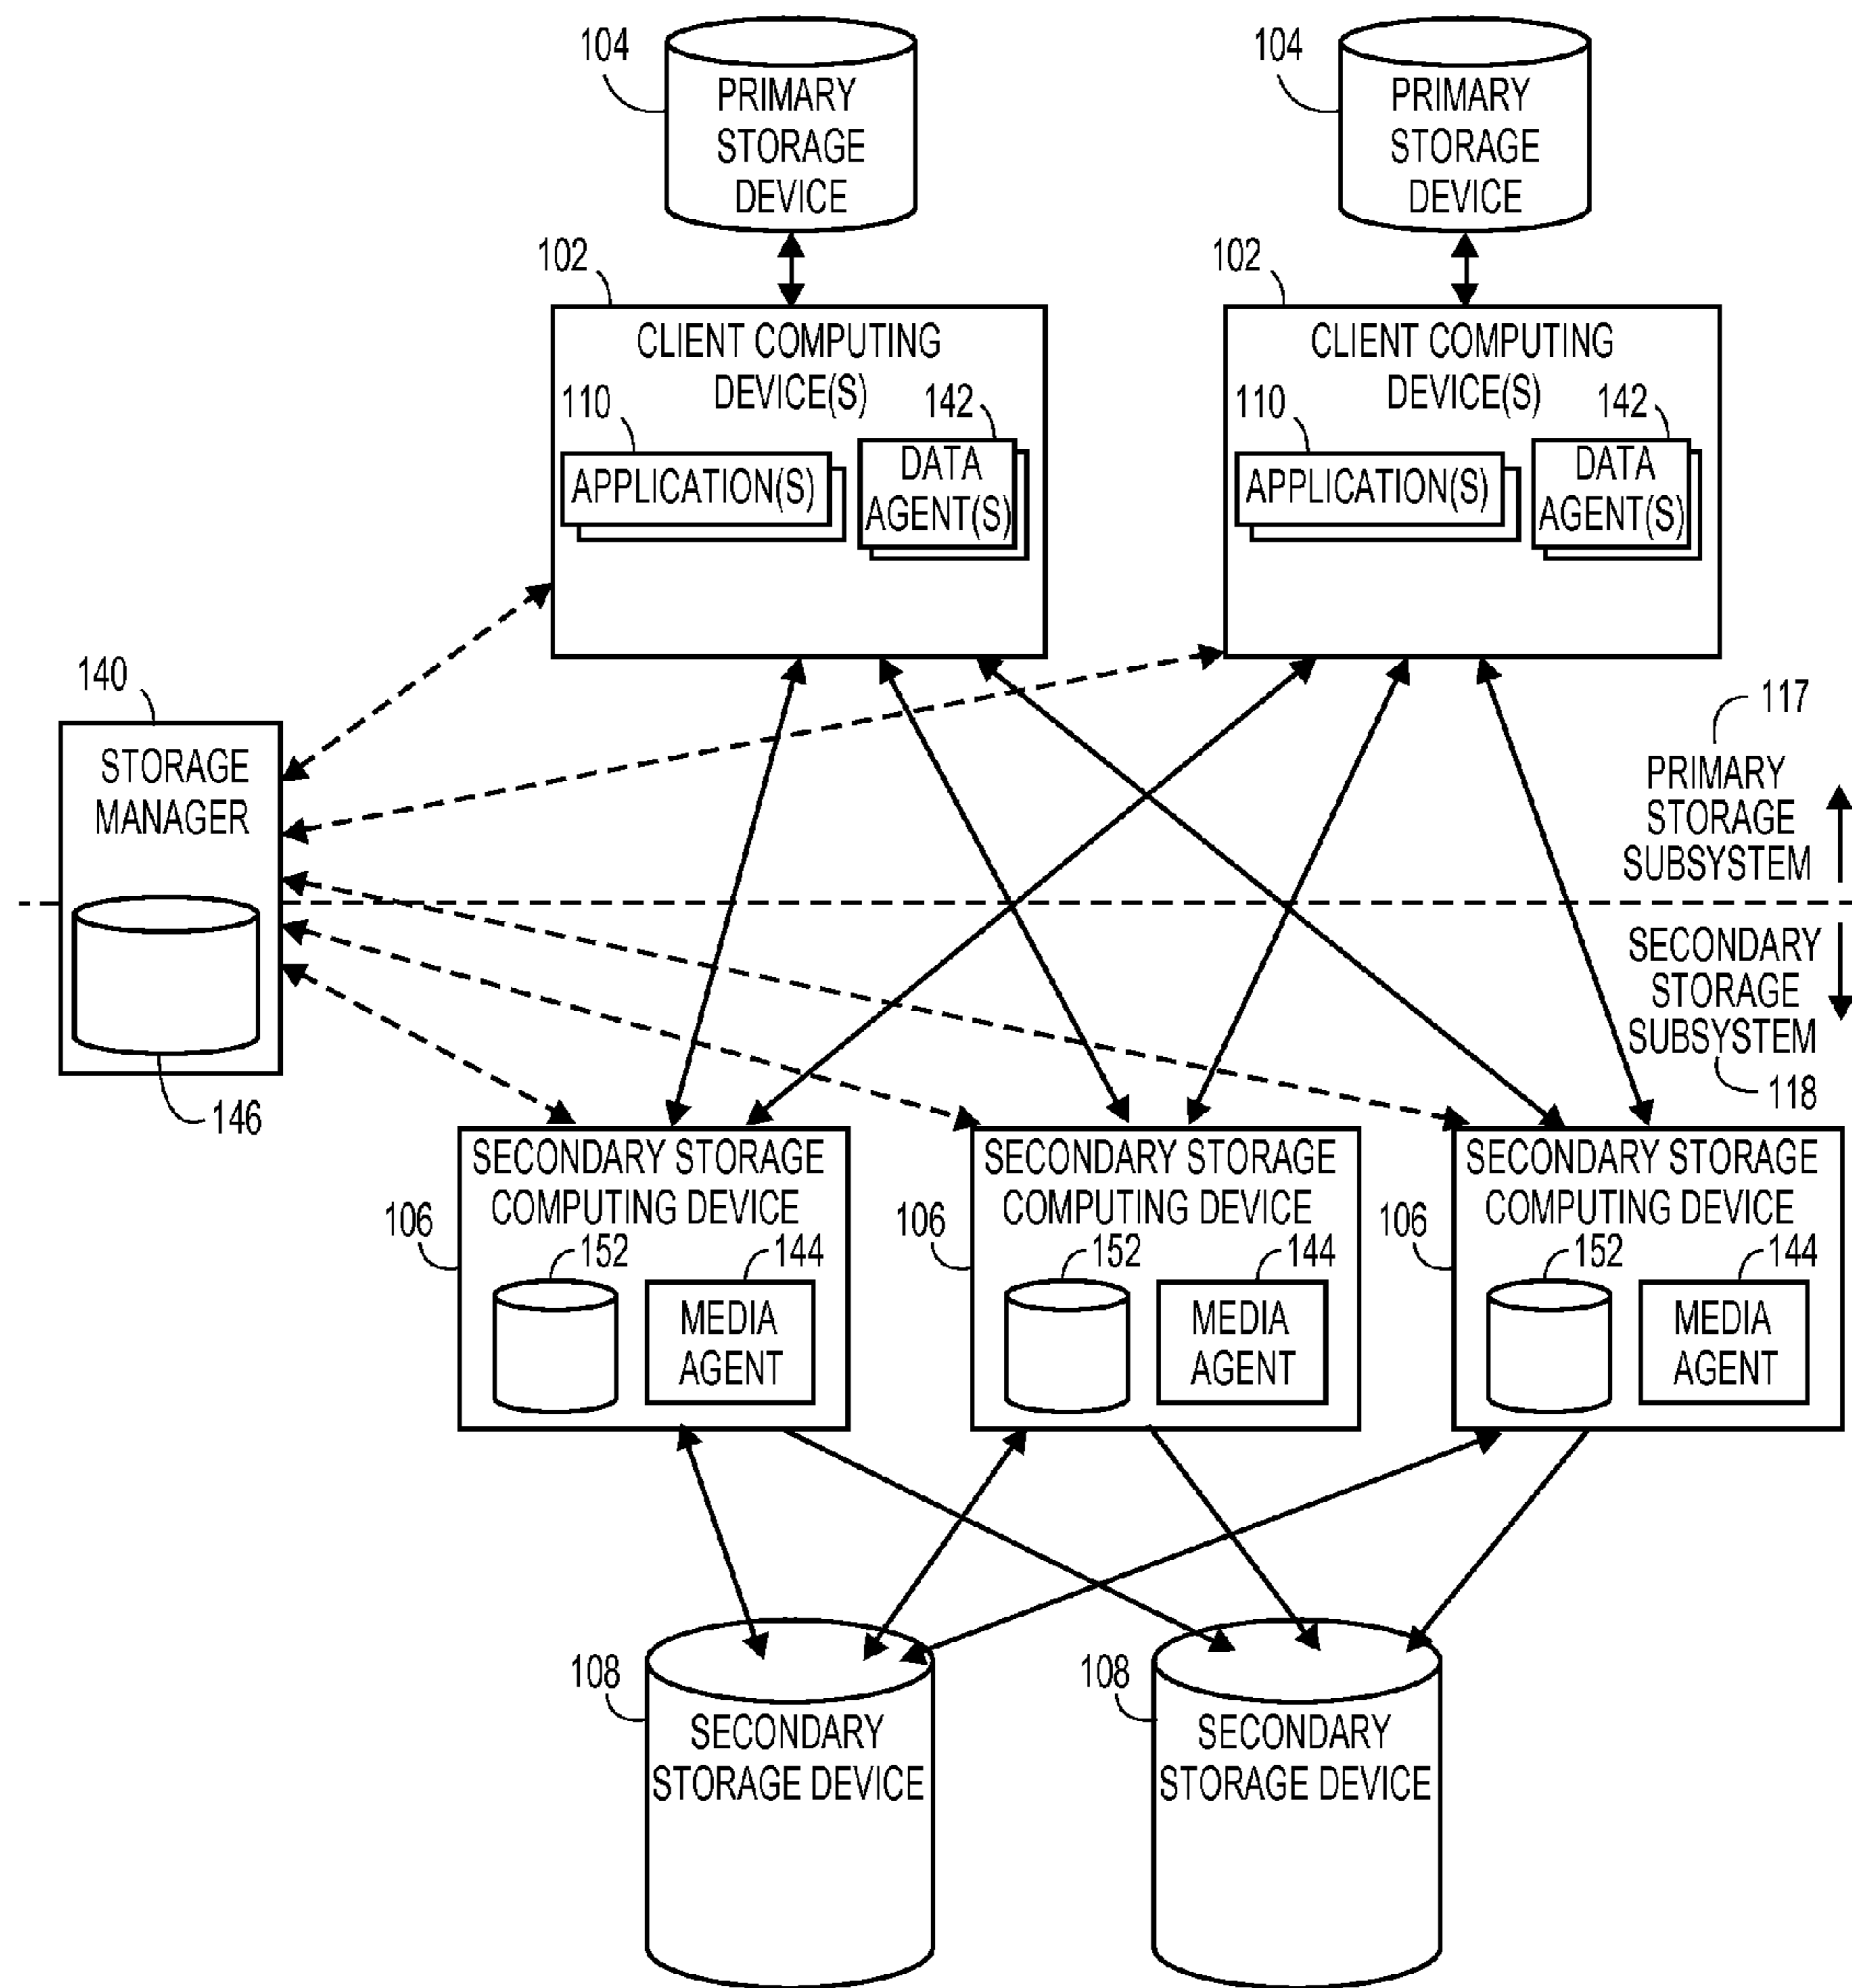 104
PRIMARY
STORAGE
DEVICE
104
PRIMARY
STORAGE
DEVICE
102
CLIENT COMPUTING
DEVICE(S)
110
142
APPLICATION(S)
DATA
AGENT(S)
102
CLIENT COMPUTING
DEVICE(S)
110
142
APPLICATION(S)
DATA
AGENT(S)
140
STORAGE
MANAGER
146
117
PRIMARY
STORAGE
SUBSYSTEM
SECONDARY
STORAGE
SUBSYSTEM
118
106
SECONDARY STORAGE
COMPUTING DEVICE
152
144
MEDIA
AGENT
106
SECONDARY STORAGE
COMPUTING DEVICE
152
144
MEDIA
AGENT
106
SECONDARY STORAGE
COMPUTING DEVICE
152
144
MEDIA
AGENT
108
SECONDARY
STORAGE DEVICE
108
SECONDARY
STORAGE DEVICE